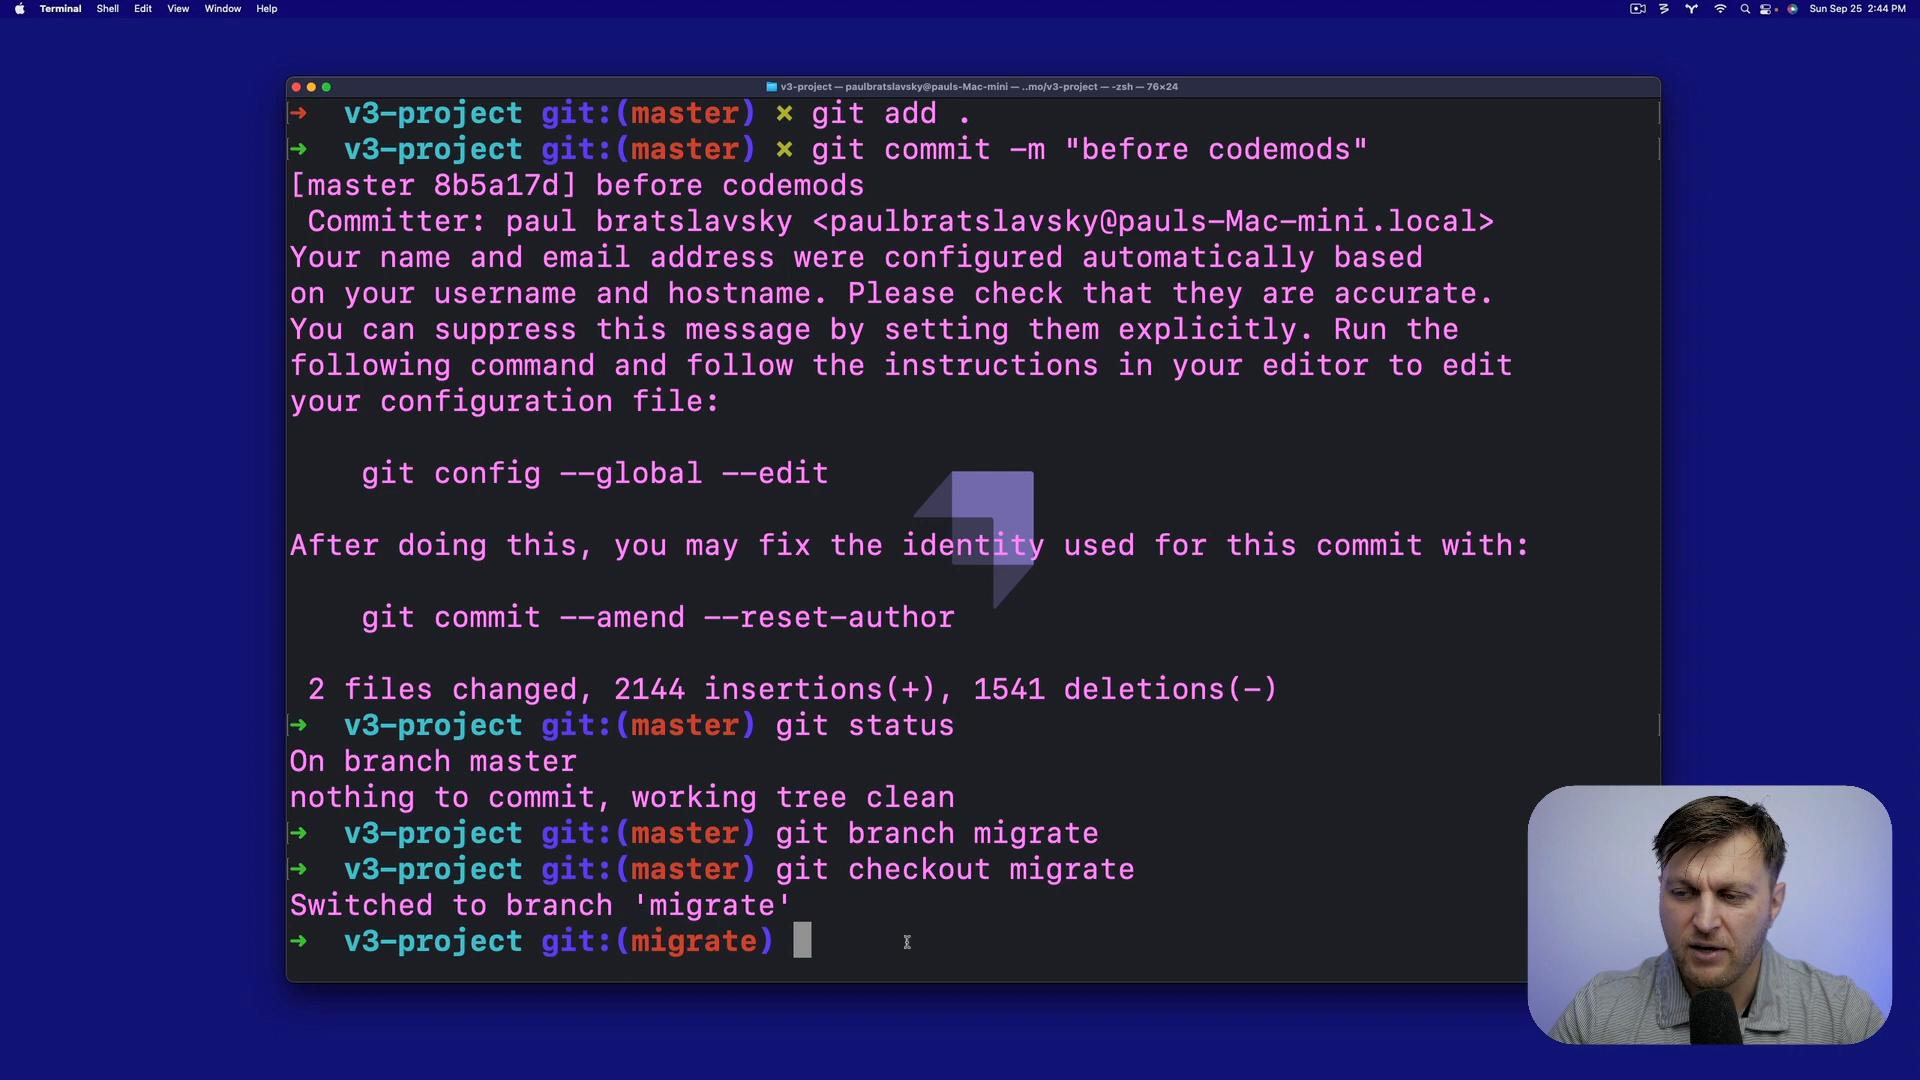 Terminal Shell Edit View Window Help Sun Sep 25 2:44 PM
v3-project — paulbratslavsky@pauls-Mac-mini — ..mo/v3-project — -zsh — 76×24
➜ v3-project git:(master) ✗ git add .
➜ v3-project git:(master) ✗ git commit -m "before codemods"
[master 8b5a17d] before codemods
Committer: paul bratslavsky <paulbratslavsky@pauls-Mac-mini.local>
Your name and email address were configured automatically based
on your username and hostname. Please check that they are accurate.
You can suppress this message by setting them explicitly. Run the
following command and follow the instructions in your editor to edit
your configuration file:
git config --global --edit
After doing this, you may fix the identity used for this commit with:
git commit --amend --reset-author
2 files changed, 2144 insertions(+), 1541 deletions(-)
➜ v3-project git:(master) git status
On branch master
nothing to commit, working tree clean
➜ v3-project git:(master) git branch migrate
➜ v3-project git:(master) git checkout migrate
Switched to branch 'migrate'
➜ v3-project git:(migrate)